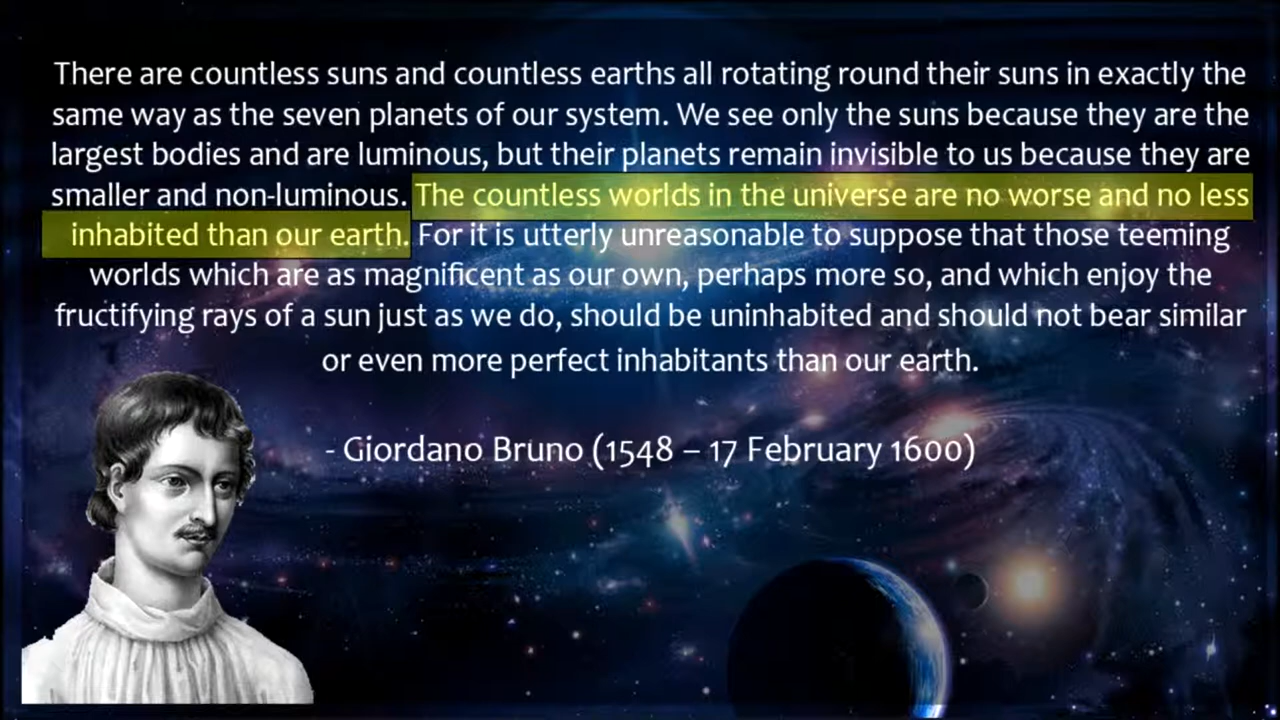 There are countless suns and countless earths all rotating round their suns in exactly the
same way as the seven planets of our system. We see only the suns because they are the
largest bodies and are luminous, but their planets remain invisible to us because they are
smaller and non-luminous. The countless worlds in the universe are no worse and no less
inhabited than our earth. For it is utterly unreasonable to suppose that those teeming
worlds which are as magnificent as our own, perhaps more so, and which enjoy the
fructifying rays of a sun just as we do, should be uninhabited and should not bear similar
or even more perfect inhabitants than our earth.
- Giordano Bruno (1548 – 17 February 1600)